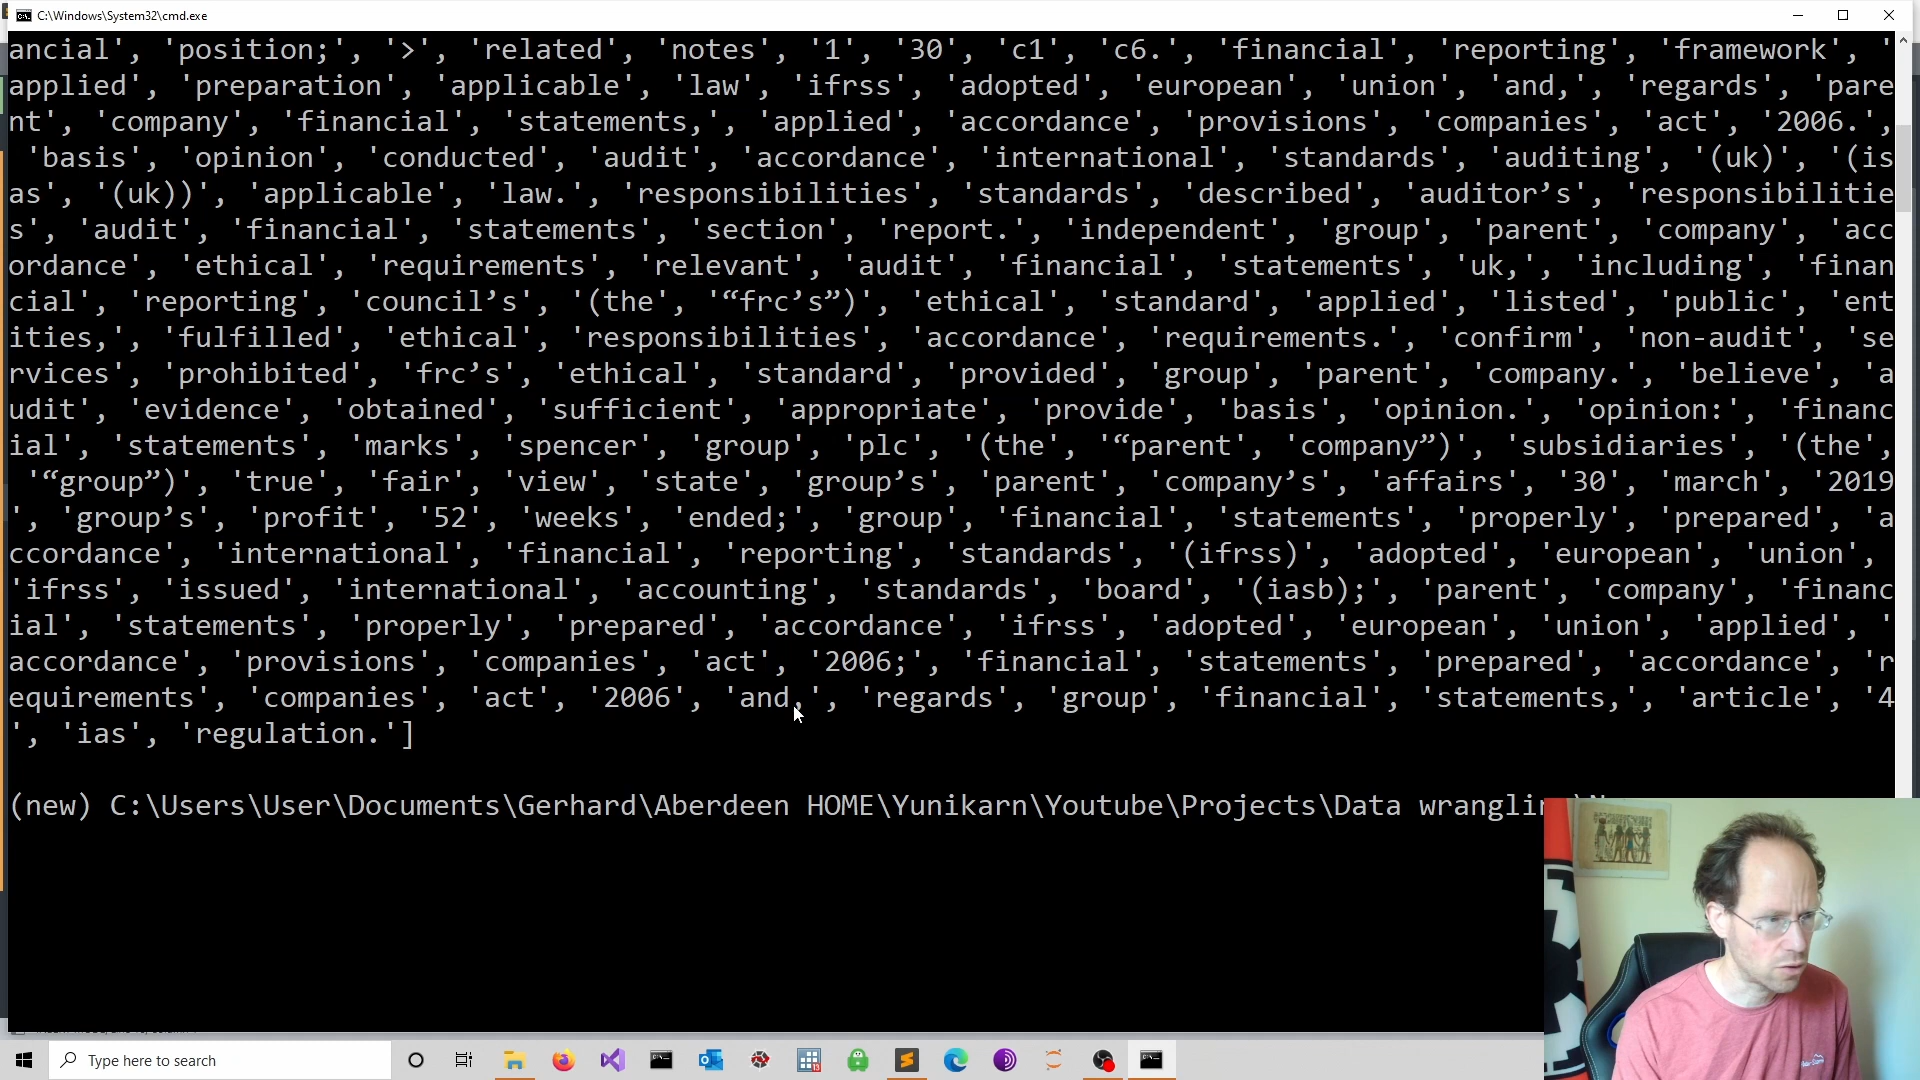 C:\Windows\System32\cmd.exe
ancial', 'position;', '>', 'related', 'notes', '1', '30', 'c1', 'c6.', 'financial', 'reporting', 'framework', '
applied', 'preparation', 'applicable', 'law', 'ifrss', 'adopted', 'european', 'union', 'and,', 'regards', 'pare
nt', 'company', 'financial', 'statements,', 'applied', 'accordance', 'provisions', 'companies', 'act', '2006.',
'basis', 'opinion', 'conducted', 'audit', 'accordance', 'international', 'standards', 'auditing', '(uk)', '(is
as', '(uk))', 'applicable', 'law.', 'responsibilities', 'standards', 'described', 'auditor’s', 'responsibilitie
s', 'audit', 'financial', 'statements', 'section', 'report.', 'independent', 'group', 'parent', 'company', 'acc
ordance', 'ethical', 'requirements', 'relevant', 'audit', 'financial', 'statements', 'uk,', 'including', 'finan
cial', 'reporting', 'council’s', '(the', '“frc’s”)', 'ethical', 'standard', 'applied', 'listed', 'public', 'ent
ities,', 'fulfilled', 'ethical', 'responsibilities', 'accordance', 'requirements.', 'confirm', 'non-audit', 'se
rvices', 'prohibited', 'frc’s', 'ethical', 'standard', 'provided', 'group', 'parent', 'company.', 'believe', 'a
udit', 'evidence', 'obtained', 'sufficient', 'appropriate', 'provide', 'basis', 'opinion.', 'opinion:', 'financ
ial', 'statements', 'marks', 'spencer', 'group', 'plc', '(the', '“parent', 'company”)', 'subsidiaries', '(the',
'“group”)', 'true', 'fair', 'view', 'state', 'group’s', 'parent', 'company’s', 'affairs', '30', 'march', '2019
', 'group’s', 'profit', '52', 'weeks', 'ended;', 'group', 'financial', 'statements', 'properly', 'prepared', 'a
ccordance', 'international', 'financial', 'reporting', 'standards', '(ifrss)', 'adopted', 'european', 'union',
'ifrss', 'issued', 'international', 'accounting', 'standards', 'board', '(iasb);', 'parent', 'company', 'financ
ial', 'statements', 'properly', 'prepared', 'accordance', 'ifrss', 'adopted', 'european', 'union', 'applied', '
accordance', 'provisions', 'companies', 'act', '2006;', 'financial', 'statements', 'prepared', 'accordance', 'r
equirements', 'companies', 'act', '2006', 'and,', 'regards', 'group', 'financial', 'statements,', 'article', '4
', 'ias', 'regulation.']
(new) C:\Users\User\Documents\Gerhard\Aberdeen HOME\Yunikarn\Youtube\Projects\Data
Type here to search